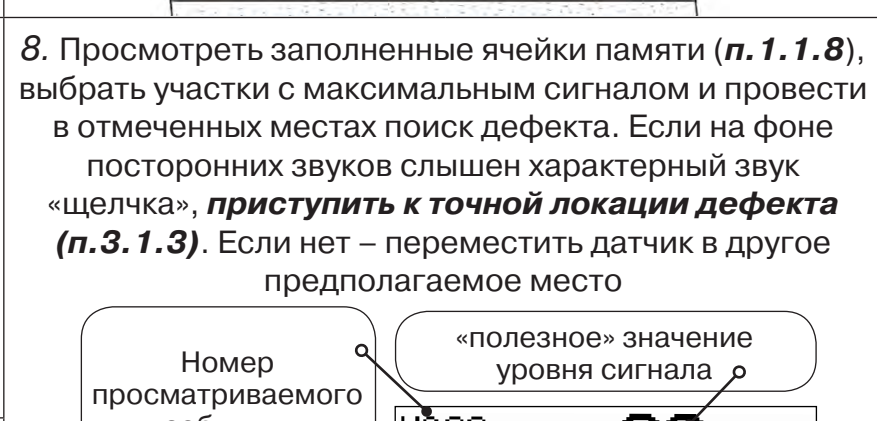 8. Просмотреть заполненные ячейки памяти (п.1.1.8),
выбрать участки с максимальным сигналом и провести
в отмеченных местах поиск дефекта. Если на фоне
посторонних звуков слышен характерный звук
«щелчка», приступить к точной локации дефекта
(п.3.1.3). Если нет – переместить датчик в другое
предполагаемое место
Номер
просматриваемого
«полезное» значение
уровня сигнала